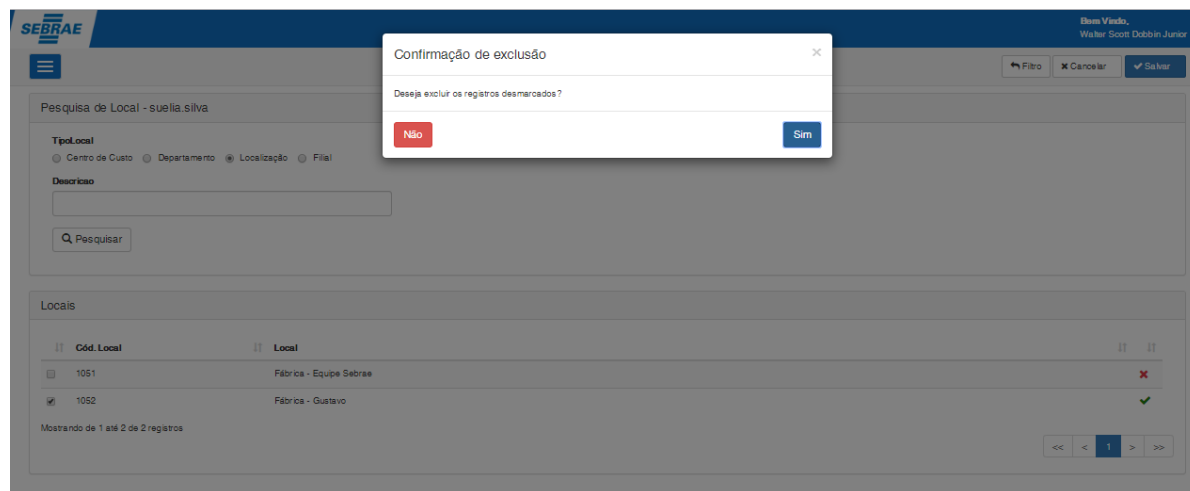 SEBRAE
Bem Vindo,
Walter Scott Dobbin Junior
Filtro
Cancelar
Salvar
Confirmação de exclusão
×
Deseja excluir os registros desmarcados?
Não
Sim
Pesquisa de Local - suelia.silva
TipoLocal
Centro de Custo Departamento Localização Filial
Descricao
Pesquisar
Locais
Cód. Local Local
1051 Fábrica - Equipe Sebrae
1052 Fábrica - Gustavo
Mostrando de 1 até 2 de 2 registros
<< < 1 > >>